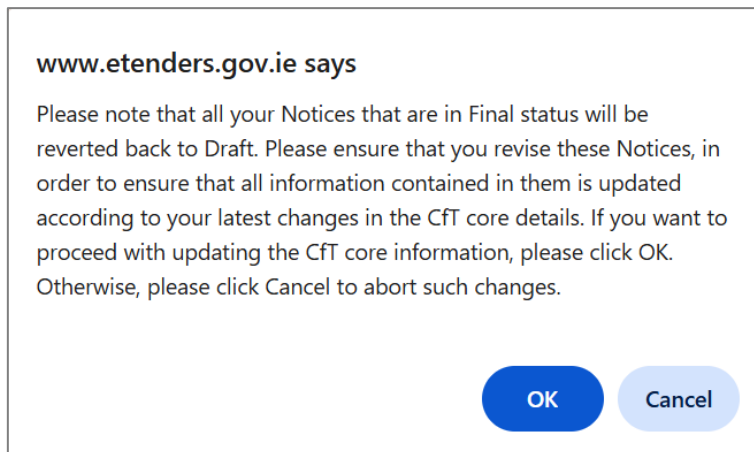 www.etenders.gov.ie says
Please note that all your Notices that are in Final status will be
reverted back to Draft. Please ensure that you revise these Notices, in
order to ensure that all information contained in them is updated
according to your latest changes in the CfT core details. If you want to
proceed with updating the CfT core information, please click OK.
Otherwise, please click Cancel to abort such changes.
OK
Cancel